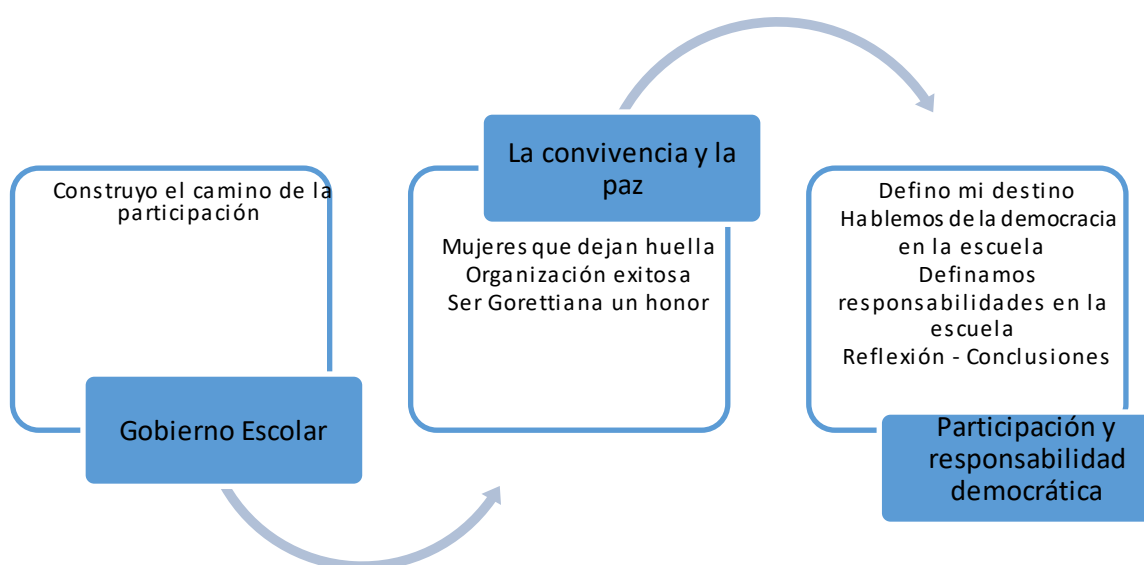 Construyo el camino de la
participación
Gobierno Escolar
La convivencia y la
paz
Mujeres que dejan huella
Organización exitosa
Ser Gorettiana un honor
Defino mi destino
Hablemos de la democracia
en la escuela
Definamos
responsabilidades en la
escuela
Reflexión - Conclusiones
Participación y
responsabilidad
democrática